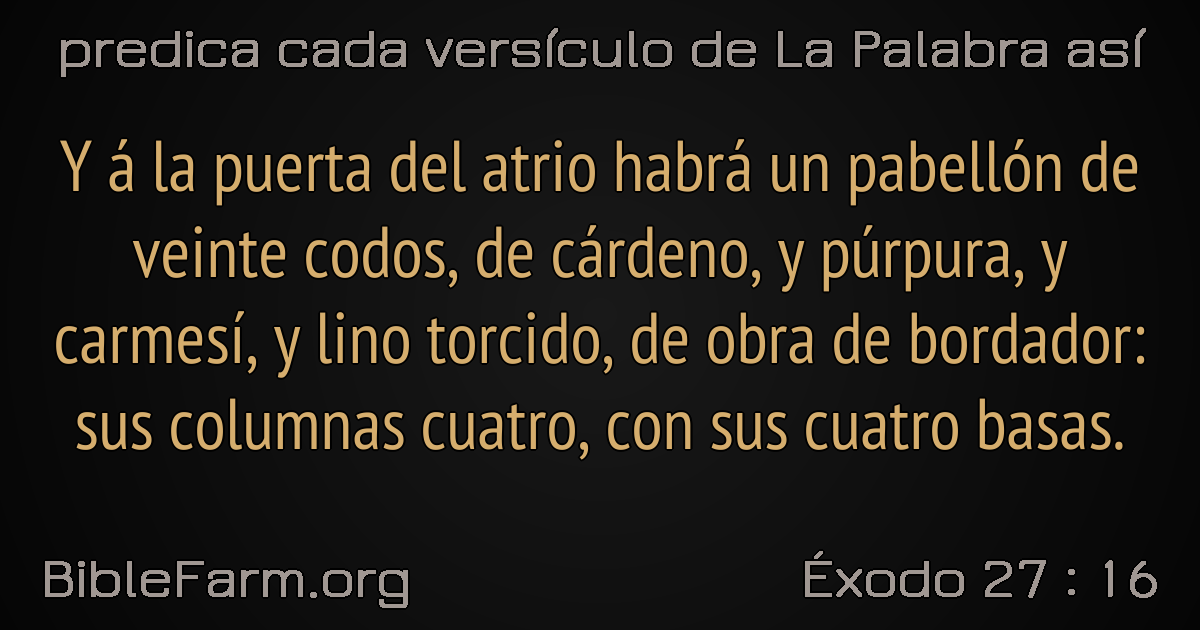 predica cada versículo de La Palabra así
Y á la puerta del atrio habrá un pabellón de
veinte codos, de cárdeno, y púrpura, y
carmesí, y lino torcido, de obra de bordador:
sus columnas cuatro, con sus cuatro basas.
BibleFarm.org
Éxodo 27 : 16